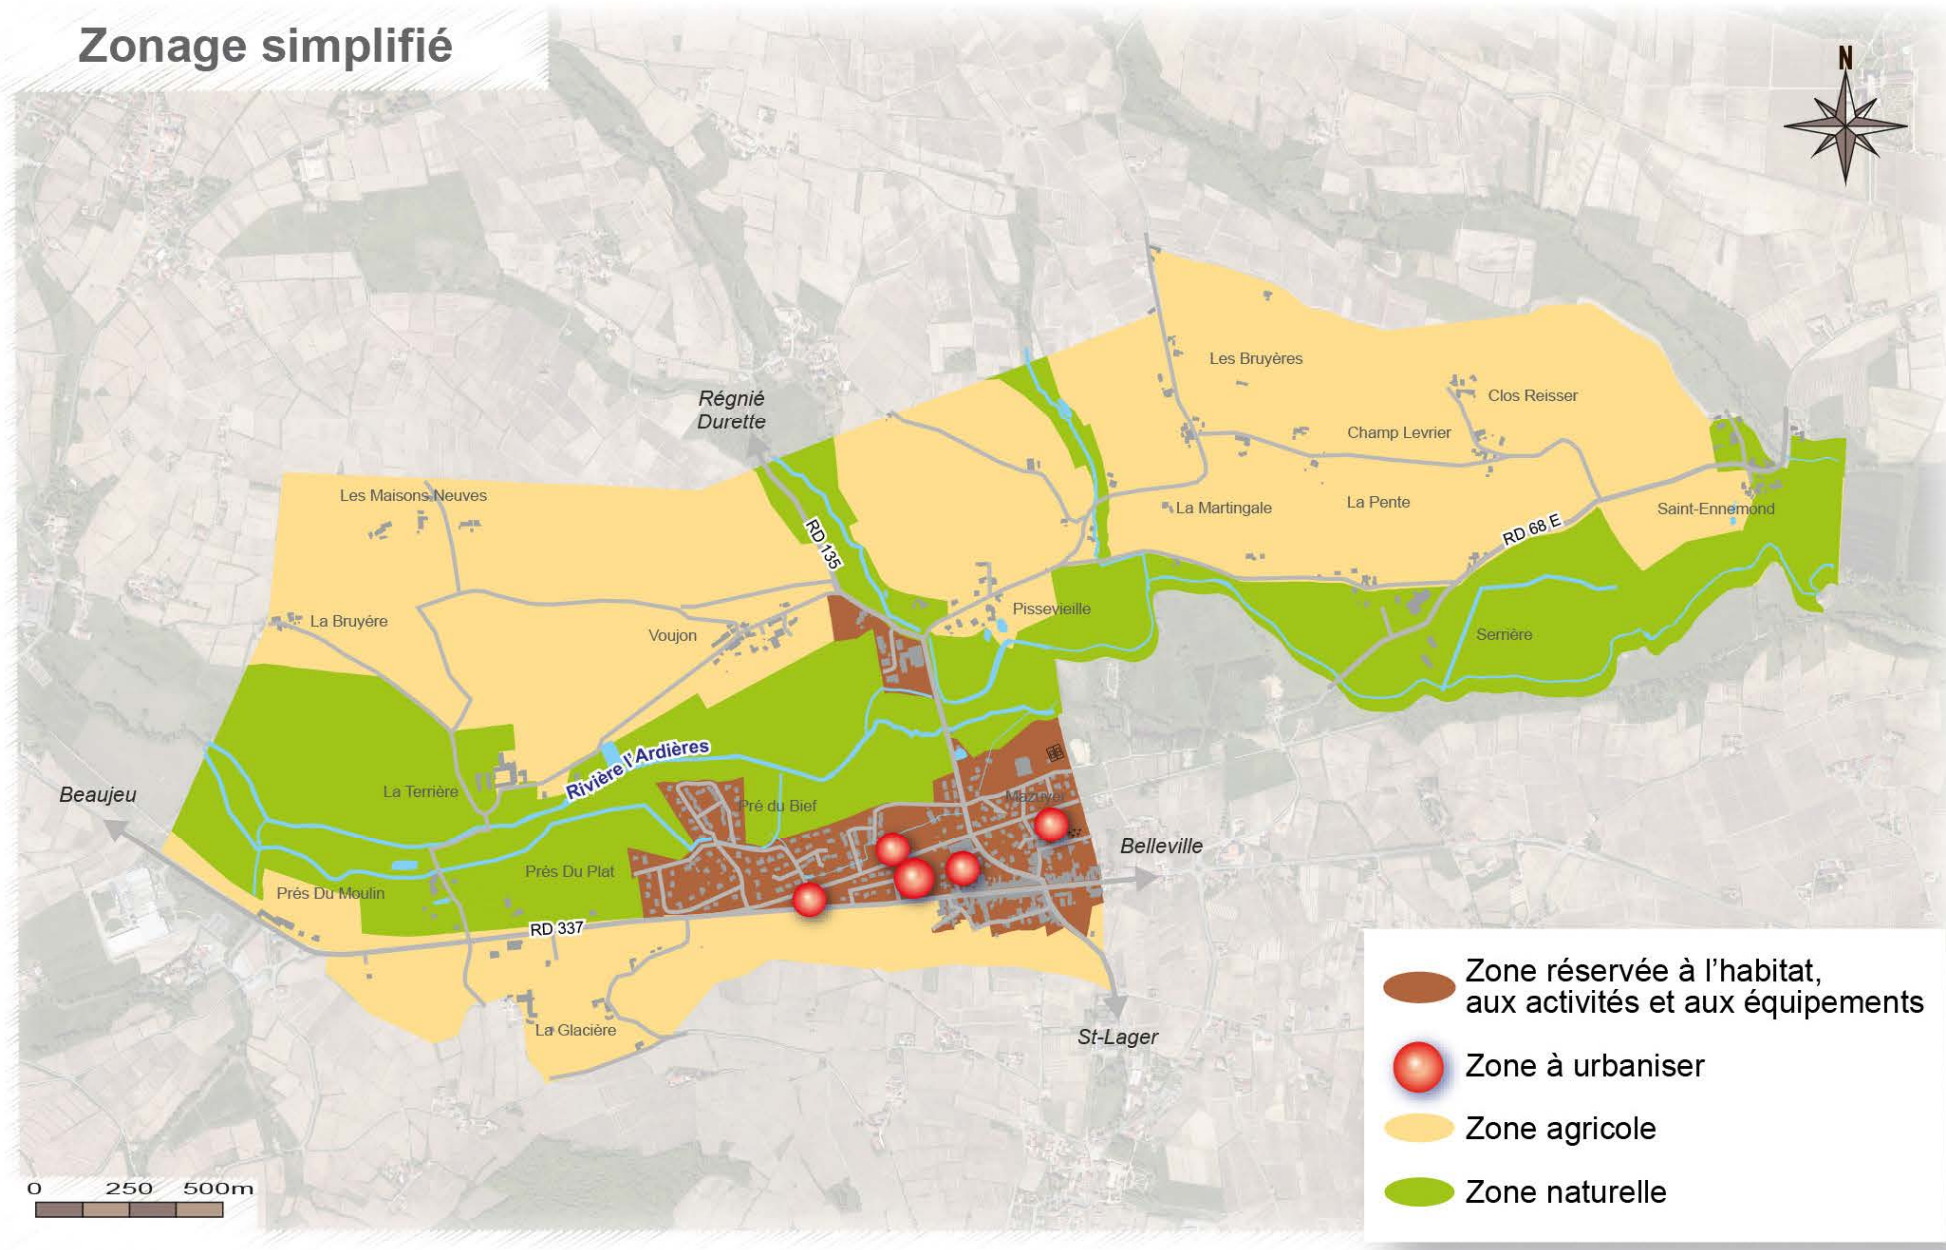 Zonage simplifié
N
Les Bruyères
Clos Reisser
Régnié
Durette
Champ Levrier
Les Maisons Neuves
La Martingale
La Pente
Saint-Ennemond
RD 68 E
RD 135
La Bruyére
Voujon
Pissevieille
Serrière
Rivière l'Ardières
La Terrière
Beaujeu
Pré du Bief
Mazuyer
Belleville
Prés Du Plat
Prés Du Moulin
RD 337
La Glacière
St-Lager
Zone réservée à l'habitat,
aux activités et aux équipements
Zone à urbaniser
Zone agricole
Zone naturelle
0 250 500m